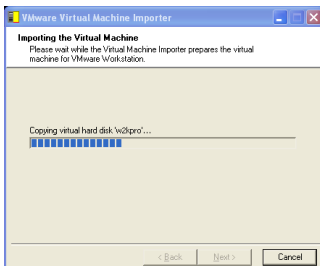 VMware Virtual Machine Importer
Importing the Virtual Machine
Please wait while the Virtual Machine Importer prepares the virtual
machine for VMware Workstation.
Copying virtual hard disk 'w2kpro'...
< Back
Next >
Cancel